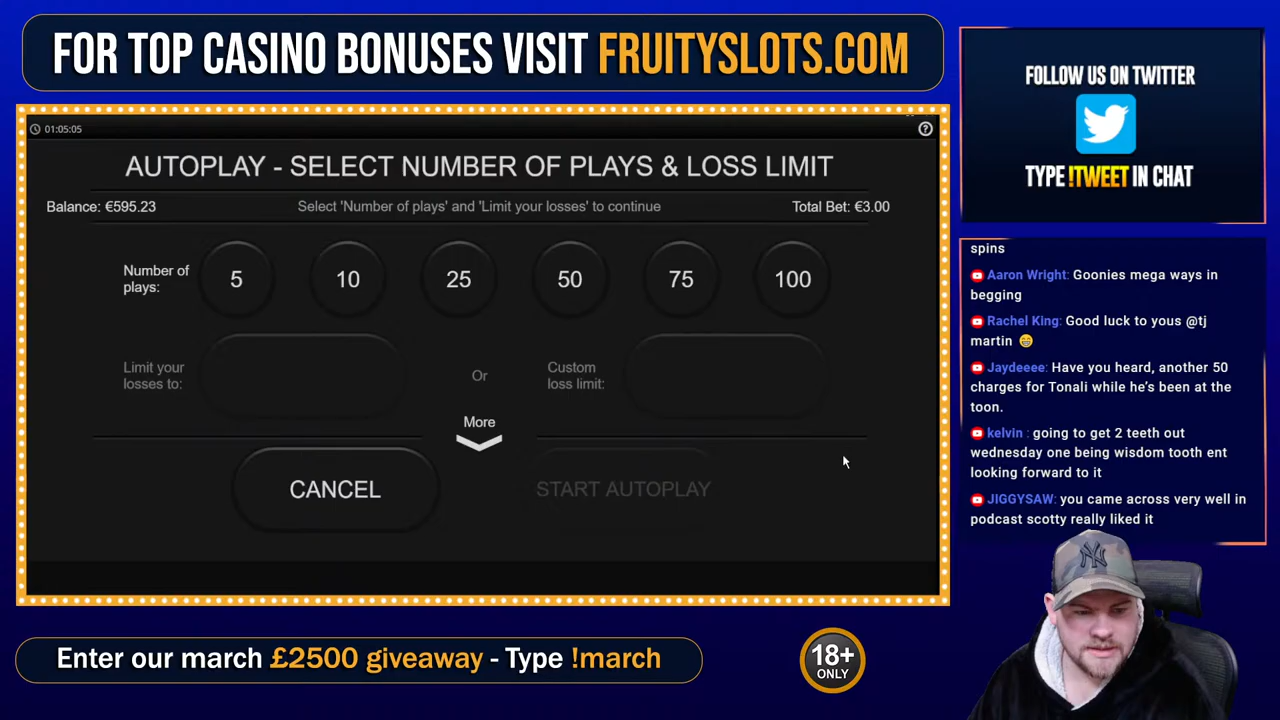 FOR TOP CASINO BONUSES VISIT FRUITYSLOTS.COM
01:05:05
?
AUTOPLAY - SELECT NUMBER OF PLAYS & LOSS LIMIT
Balance: €595.23
Select 'Number of plays' and 'Limit your losses' to continue
Total Bet: €3.00
Number of
plays:
5
10
25
50
75
100
Limit your
losses to:
Or
Custom
loss limit:
More
CANCEL
START AUTOPLAY
FOLLOW US ON TWITTER
TYPE !TWEET IN CHAT
spins
Aaron Wright: Goonies mega ways in
begging
Rachel King: Good luck to yous @tj
martin
Jaydeeee: Have you heard, another 50
charges for Tonali while he's been at the
toon.
kelvin : going to get 2 teeth out
wednesday one being wisdom tooth ent
looking forward to it
JIGGYSAW: you came across very well in
podcast scotty really liked it
NY
Enter our march £2500 giveaway - Type !march
18+
ONLY